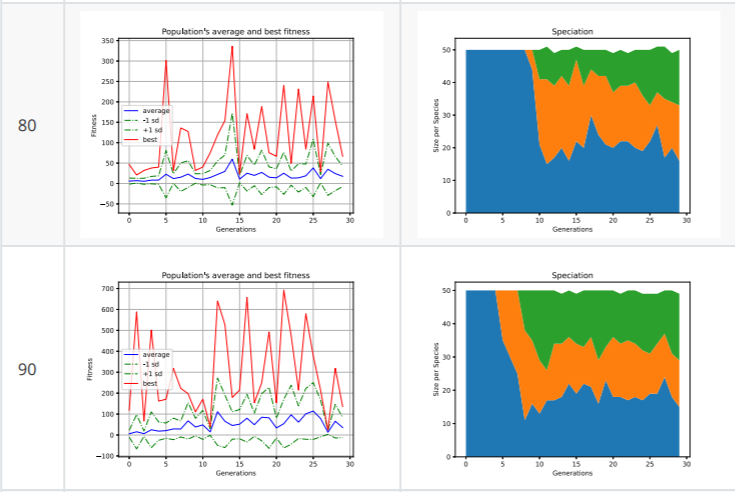 80
Population's average and best fitness
Fitness
350
300
250
200
150
100
50
0
−50
average
-1 sd
+1 sd
best
0 5 10 15 20 25 30
Generations
Speciation
Size per Species
50
40
30
20
10
0
0 5 10 15 20 25 30
Generations
90
Population's average and best fitness
Fitness
700
600
500
400
300
200
100
0
−100
average
-1 sd
+1 sd
best
0 5 10 15 20 25 30
Generations
Speciation
Size per Species
50
40
30
20
10
0
0 5 10 15 20 25 30
Generations